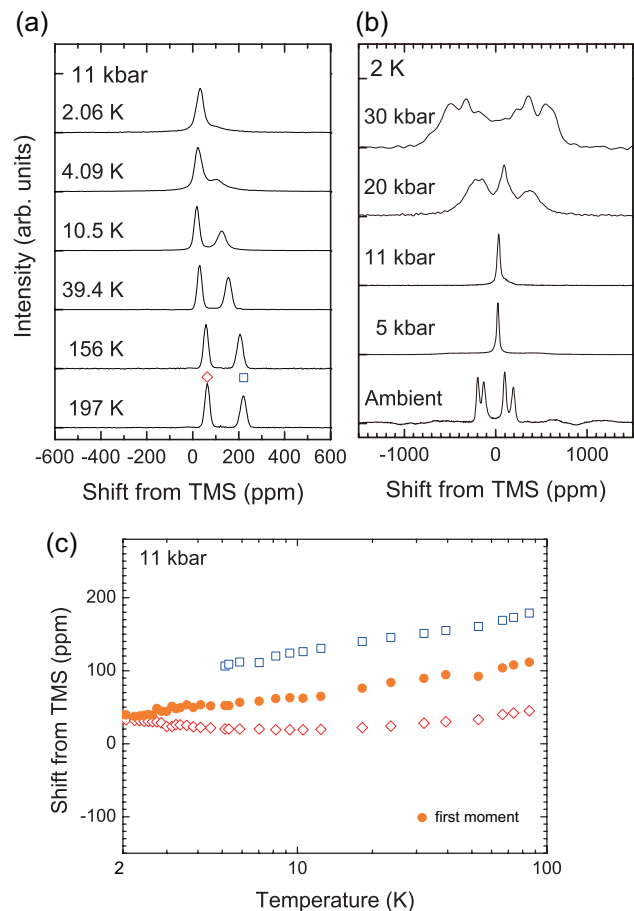 (a)
11 kbar
2.06 K
4.09 K
10.5 K
39.4 K
156 K
197 K
Intensity (arb. units)
-600 -400 -200 0 200 400 600
Shift from TMS (ppm)
(b)
2 K
30 kbar
20 kbar
11 kbar
5 kbar
Ambient
-1000 0 1000
Shift from TMS (ppm)
(c)
11 kbar
200
100
0
-100
Shift from TMS (ppm)
first moment
2 10 100
Temperature (K)